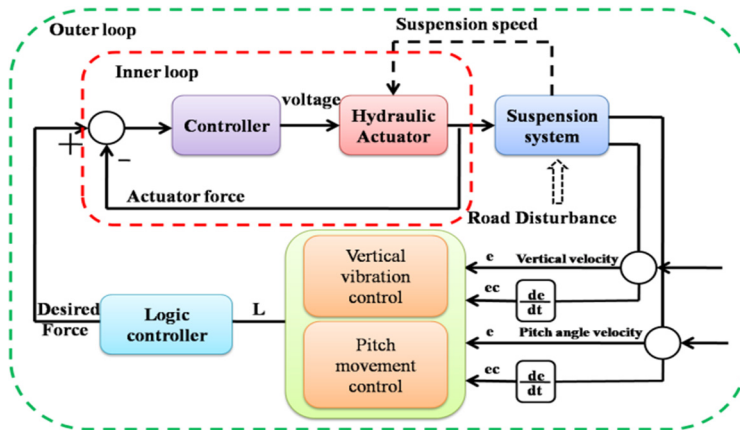 Outer loop
Suspension speed
Inner loop
voltage
Controller
Hydraulic
Actuator
Suspension
system
+
−
Actuator force
Road Disturbance
Vertical
vibration
control
e
Vertical velocity
ec
de
dt
Desired
Force
Logic
controller
L
Pitch
movement
control
e
Pitch angle velocity
ec
de
dt